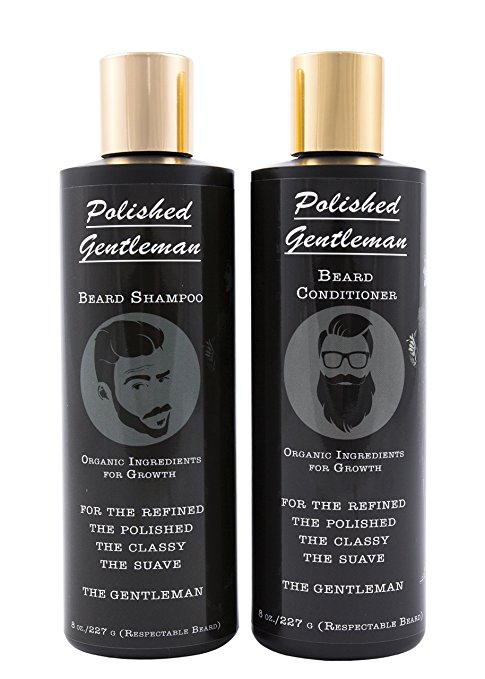 Polished
Gentleman
Beard Shampoo
Organic Ingredients
for Growth
For the Refined
The Polished
The Classy
The Suave
The Gentleman
8 oz./227 g (Respectable Beard)
Polished
Gentleman
Beard
Conditioner
Organic Ingredients
for Growth
For the Refined
The Polished
The Classy
The Suave
The Gentleman
8 oz./227 g (Respectable Beard)